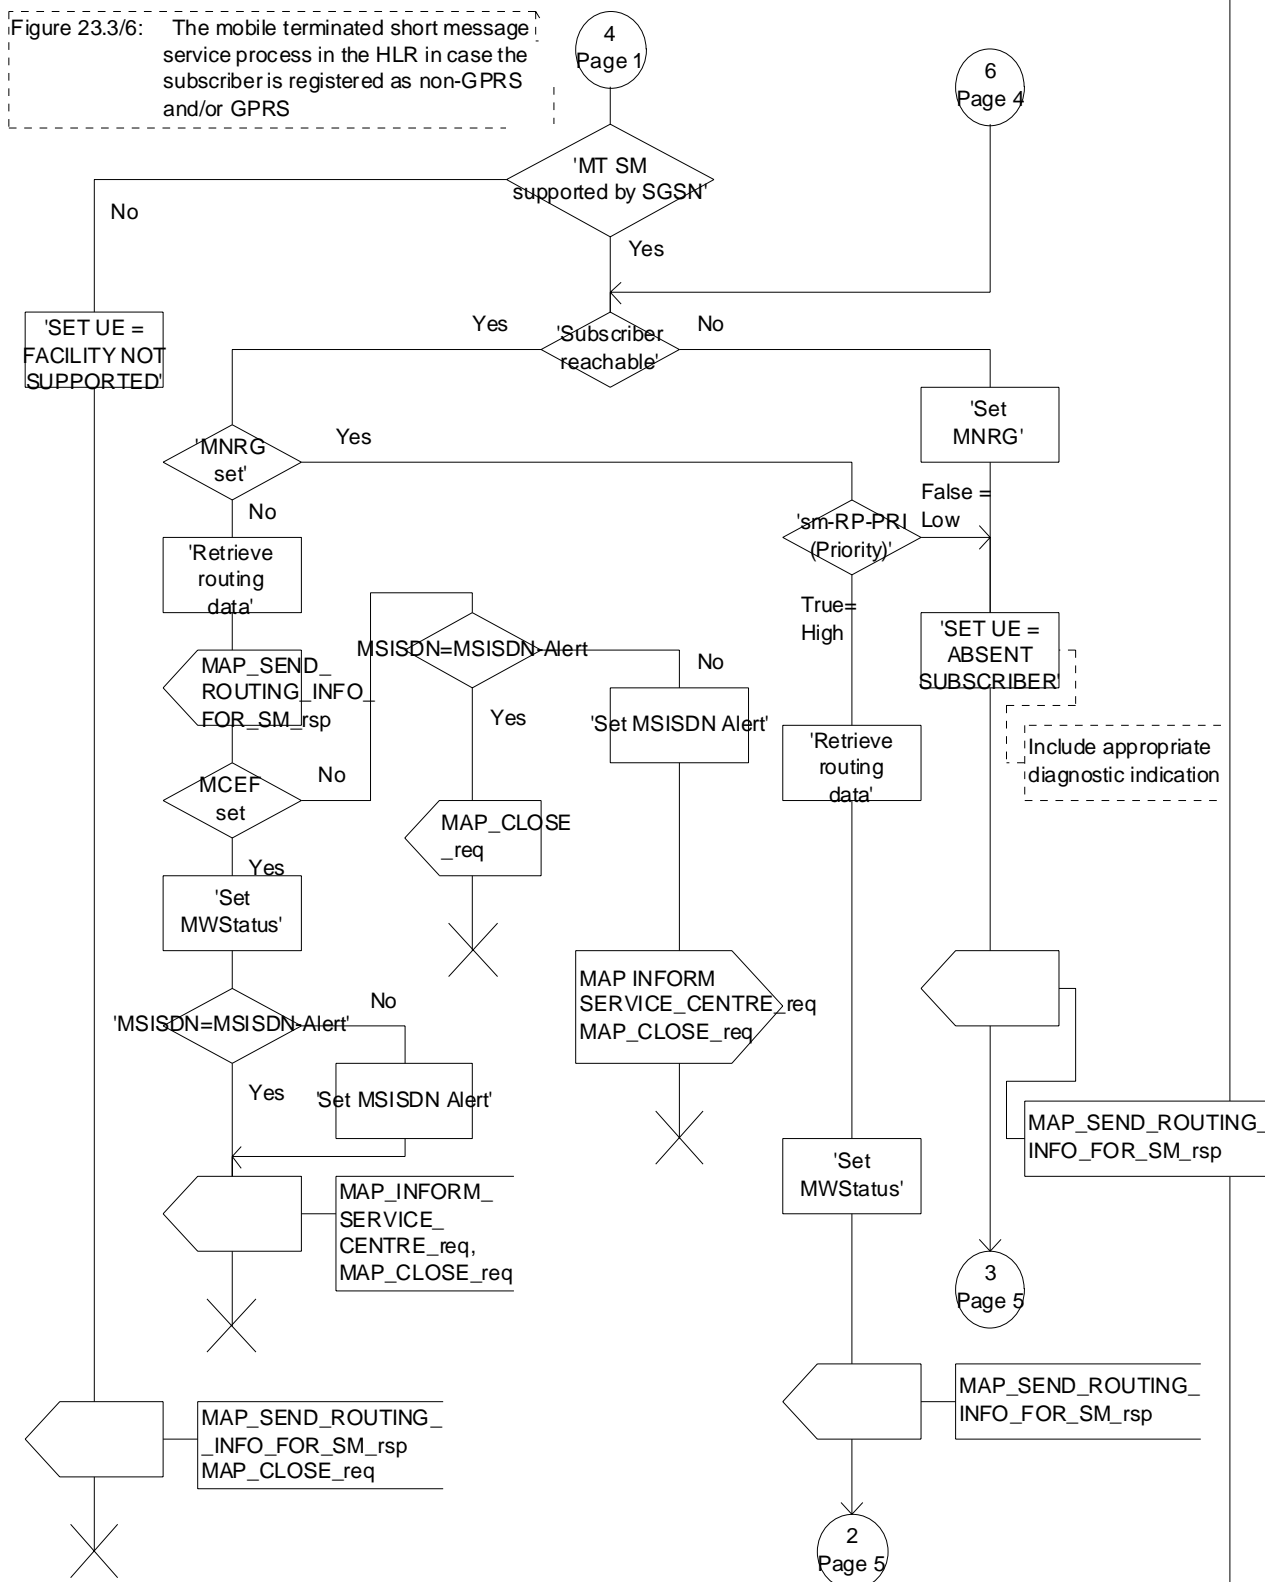 Figure 23.3/6: The mobile terminated short message
service process in the HLR in case the
subscriber is registered as non-GPRS
and/or GPRS
4
Page 1
6
Page 4
'MT SM
supported by SGSN'
No
Yes
'SET UE =
FACILITY NOT
SUPPORTED'
Yes
'Subscriber
reachable'
No
'Set
MNRG'
'MNRG
set'
Yes
No
'sm-RP-PRI
(Priority)'
False =
Low
True=
High
'Retrieve
routing
data'
MAP_SEND_
ROUTING_INFO_
FOR_SM_rsp
MSISDN=MSISDN-Alert
No
Yes
'Set MSISDN Alert'
'SET UE =
ABSENT
SUBSCRIBER'
Include appropriate
diagnostic indication
'Retrieve
routing
data'
MCEF
set
No
Yes
MAP_CLOSE
_req
'Set
MWStatus'
'MSISDN=MSISDN-Alert'
No
Yes
'Set MSISDN Alert'
MAP INFORM
SERVICE_CENTRE_req
MAP_CLOSE_req
MAP_SEND_ROUTING_
INFO_FOR_SM_rsp
'Set
MWStatus'
MAP_INFORM_
SERVICE_
CENTRE_req,
MAP_CLOSE_req
3
Page 5
MAP_SEND_ROUTING_
INFO_FOR_SM_rsp
MAP_SEND_ROUTING_
_INFO_FOR_SM_rsp
MAP_CLOSE_req
2
Page 5